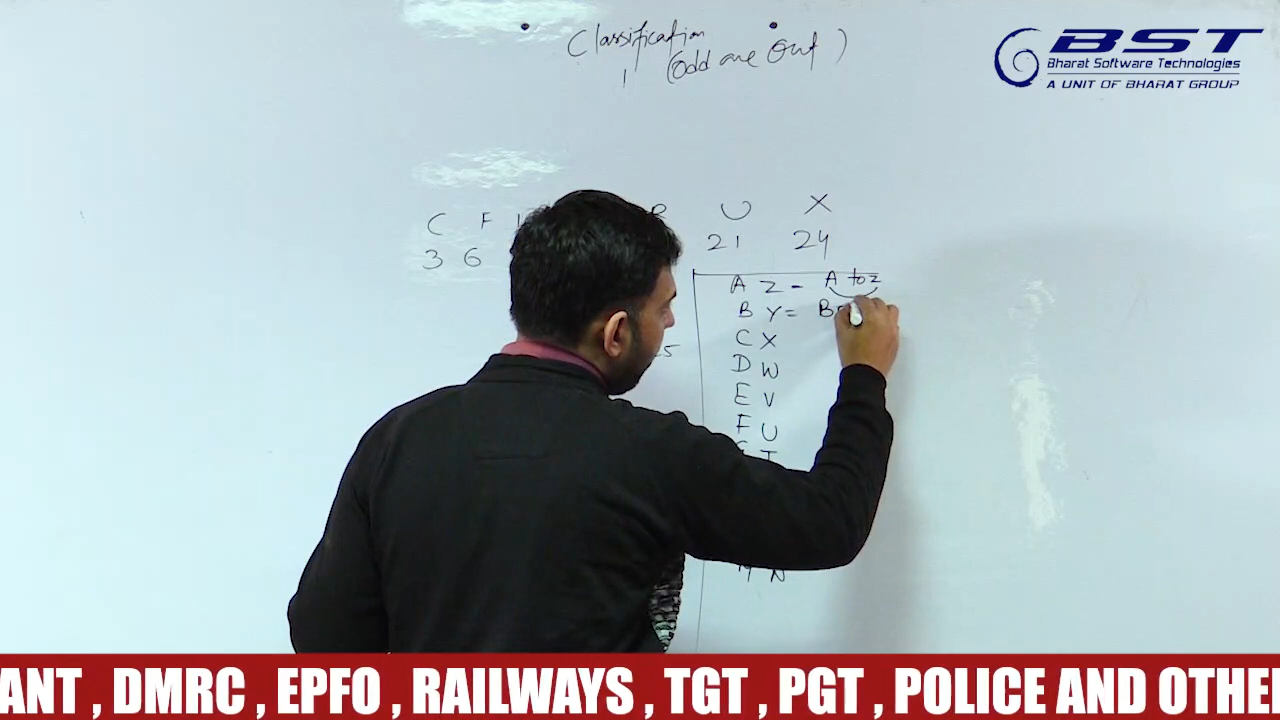 Classification
(Odd one Out)
BST
Bharat Software Technologies
A UNIT OF BHARAT GROUP
C F U X
3 6 21 24
A Z - A to Z
B Y = B
C X
D W
E V
F U
M N
ANT , DMRC , EPFO , RAILWAYS , TGT , PGT , POLICE AND OTHE